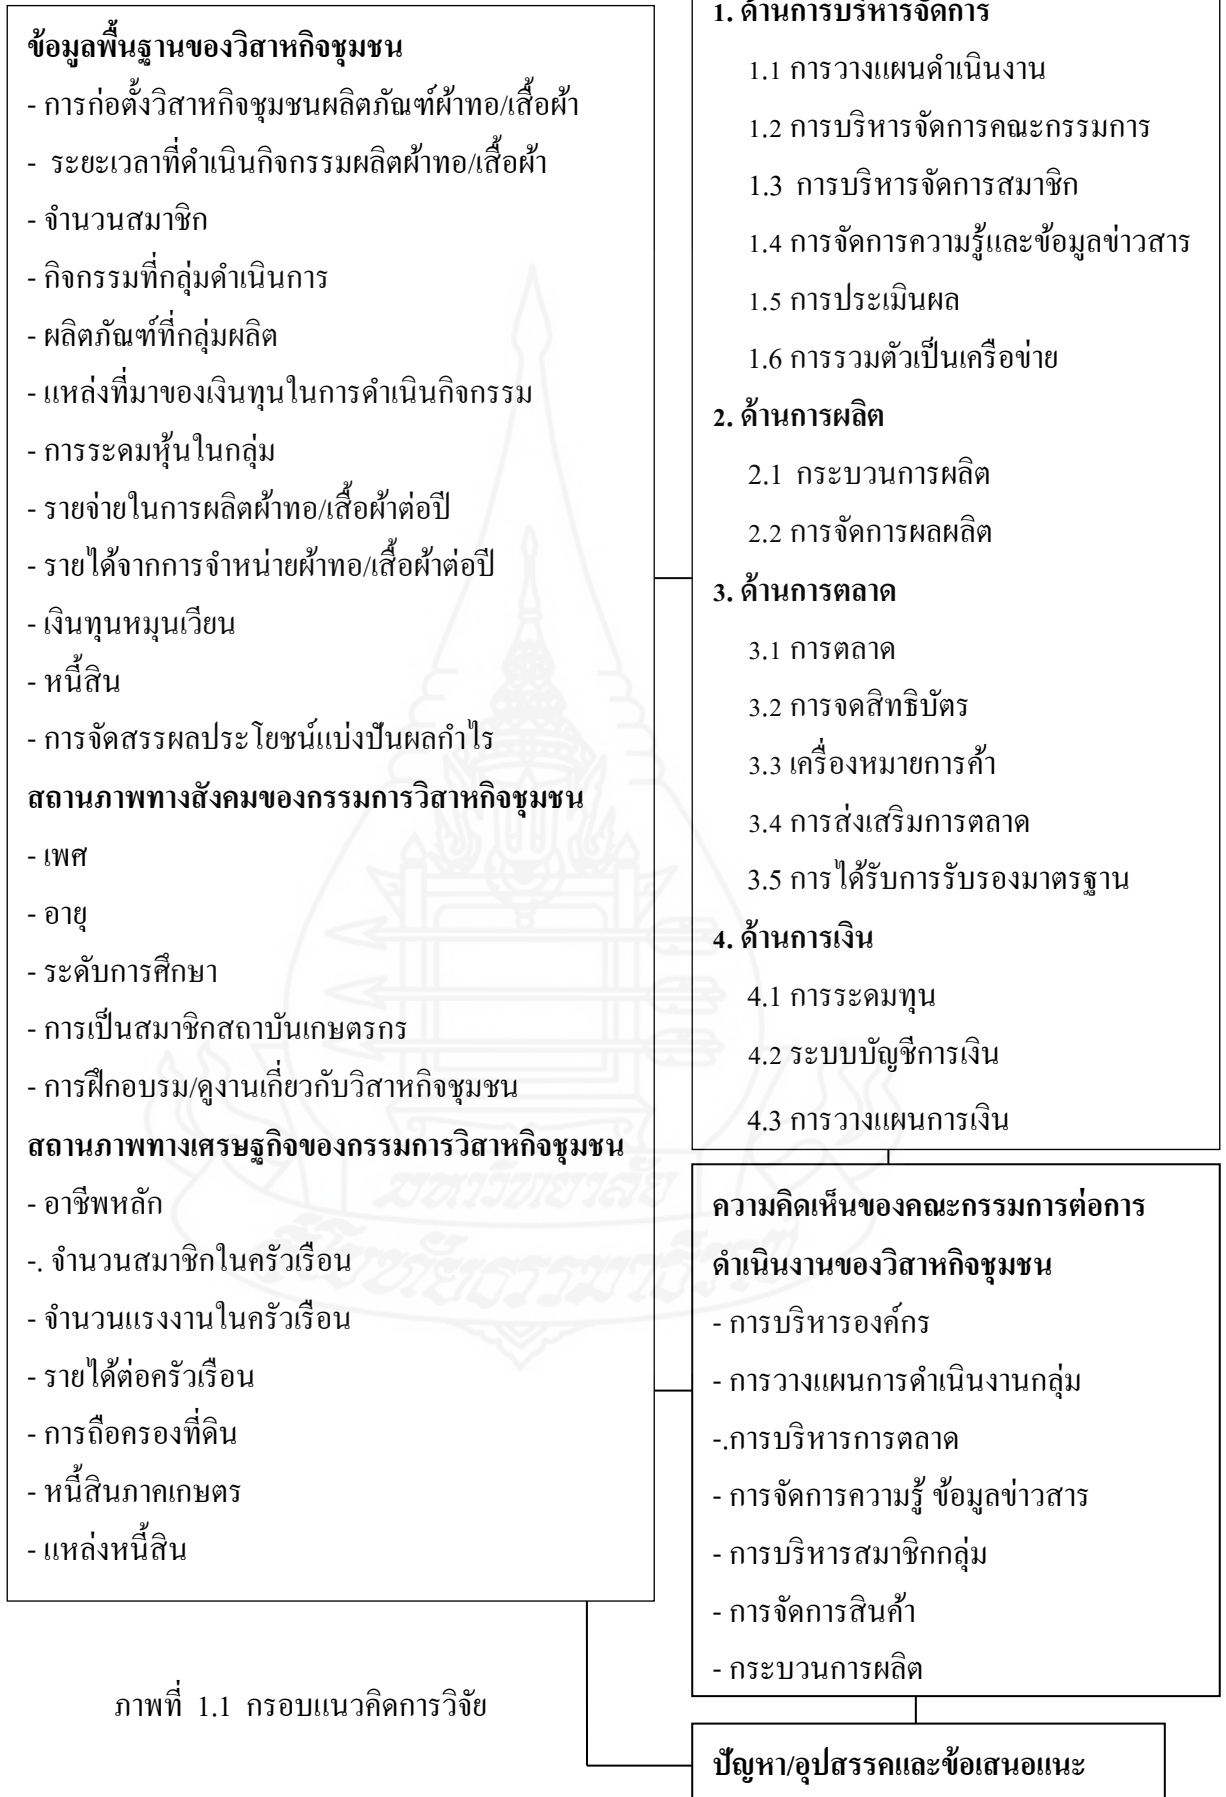 ข้อมูลพื้นฐานของวิสาหกิจชุมชน
- การก่อตั้งวิสาหกิจชุมชนผลิตภัณฑ์ผ้าทอ/เสื้อผ้า
- ระยะเวลาที่ดำเนินกิจกรรมผลิตผ้าทอ/เสื้อผ้า
- จำนวนสมาชิก
- กิจกรรมที่กลุ่มดำเนินการ
- ผลิตภัณฑ์ที่กลุ่มผลิต
- แหล่งที่มาของเงินทุนในการดำเนินกิจกรรม
- การระดมหุ้นในกลุ่ม
- รายจ่ายในการผลิตผ้าทอ/เสื้อผ้าต่อปี
- รายได้จากการจำหน่ายผ้าทอ/เสื้อผ้าต่อปี
- เงินทุนหมุนเวียน
- หนี้สิน
- การจัดสรรผลประโยชน์แบ่งปันผลกำไร
สถานภาพทางสังคมของกรรมการวิสาหกิจชุมชน
- เพศ
- อายุ
- ระดับการศึกษา
- การเป็นสมาชิกสถาบันเกษตรกร
- การฝึกอบรม/ดูงานเกี่ยวกับวิสาหกิจชุมชน
สถานภาพทางเศรษฐกิจของกรรมการวิสาหกิจชุมชน
- อาชีพหลัก
-. จำนวนสมาชิกในครัวเรือน
- จำนวนแรงงานในครัวเรือน
- รายได้ต่อครัวเรือน
- การถือครองที่ดิน
- หนี้สินภาคเกษตร
- แหล่งหนี้สิน
1. ด้านการบริหารจัดการ
1.1 การวางแผนดำเนินงาน
1.2 การบริหารจัดการคณะกรรมการ
1.3 การบริหารจัดการสมาชิก
1.4 การจัดการความรู้และข้อมูลข่าวสาร
1.5 การประเมินผล
1.6 การรวมตัวเป็นเครือข่าย
2. ด้านการผลิต
2.1 กระบวนการผลิต
2.2 การจัดการผลผลิต
3. ด้านการตลาด
3.1 การตลาด
3.2 การจดสิทธิบัตร
3.3 เครื่องหมายการค้า
3.4 การส่งเสริมการตลาด
3.5 การได้รับการรับรองมาตรฐาน
4. ด้านการเงิน
4.1 การระดมทุน
4.2 ระบบบัญชีการเงิน
4.3 การวางแผนการเงิน
ความคิดเห็นของคณะกรรมการต่อการ
ดำเนินงานของวิสาหกิจชุมชน
- การบริหารองค์กร
- การวางแผนการดำเนินงานกลุ่ม
-.การบริหารการตลาด
- การจัดการความรู้ ข้อมูลข่าวสาร
- การบริหารสมาชิกกลุ่ม
- การจัดการสินค้า
- กระบวนการผลิต
ปัญหา/อุปสรรคและข้อเสนอแนะ
ภาพที่ 1.1 กรอบแนวคิดการวิจัย
มหาวิทยาลัย
สุโขทัยธรรมาธิราช